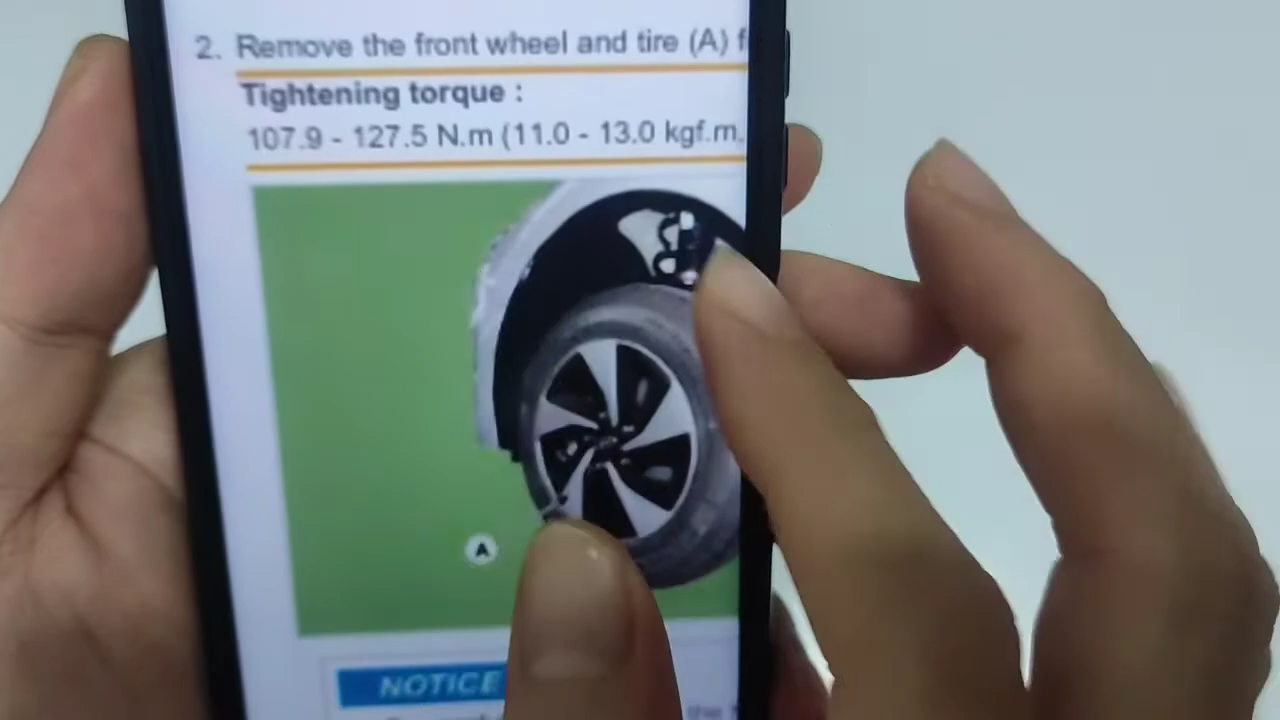 2. Remove the front wheel and tire (A)
Tightening torque :
107.9 - 127.5 N.m (11.0 - 13.0 kgf.m,
A
NOTICE
the